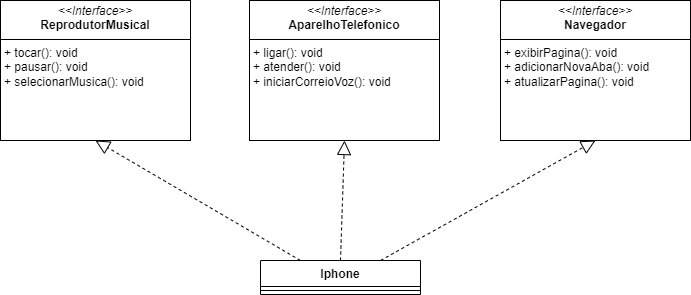 <<Interface>>
ReprodutorMusical
+ tocar(): void
+ pausar(): void
+ selecionarMusica(): void
<<Interface>>
AparelhoTelefonico
+ ligar(): void
+ atender(): void
+ iniciarCorreioVoz(): void
<<Interface>>
Navegador
+ exibirPagina(): void
+ adicionarNovaAba(): void
+ atualizarPagina(): void
Iphone